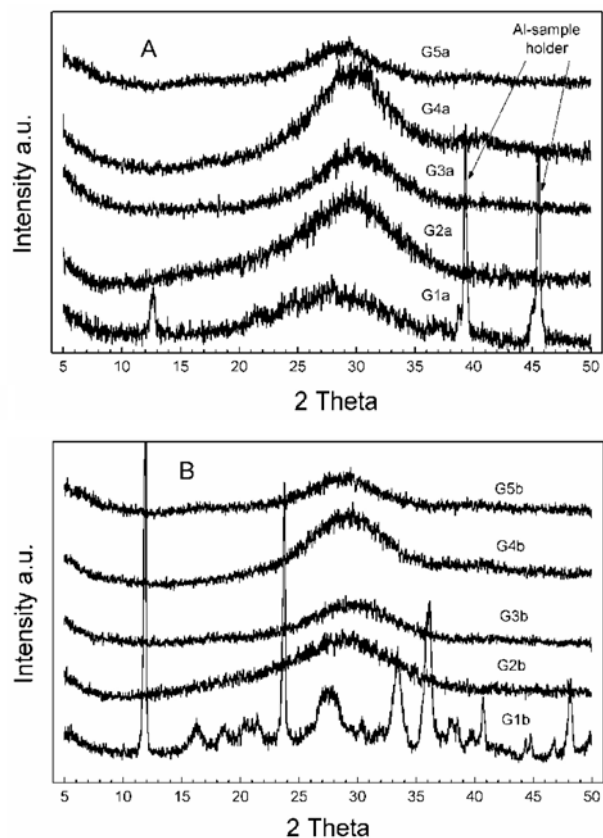 A
Al-sample
holder
G5a
G4a
G3a
G2a
G1a
Intensity a.u.
5 10 15 20 25 30 35 40 45 50
2 Theta
B
G5b
G4b
G3b
G2b
G1b
Intensity a.u.
5 10 15 20 25 30 35 40 45 50
2 Theta